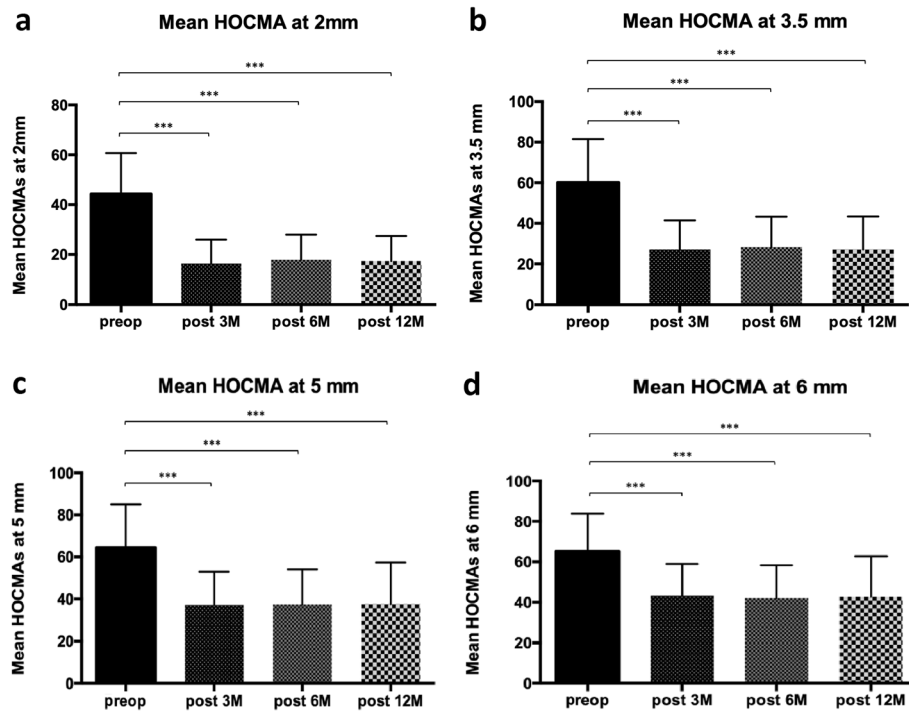 a
Mean HOCMA at 2mm
***
***
***
Mean HOCMAs at 2mm
80
60
40
20
0
preop post 3M post 6M post 12M
b
Mean HOCMA at 3.5 mm
***
***
***
Mean HOCMAs at 3.5 mm
100
80
60
40
20
0
preop post 3M post 6M post 12M
c
Mean HOCMA at 5 mm
***
***
***
Mean HOCMAs at 5 mm
100
80
60
40
20
0
preop post 3M post 6M post 12M
d
Mean HOCMA at 6 mm
***
***
***
Mean HOCMAs at 6 mm
100
80
60
40
20
0
preop post 3M post 6M post 12M